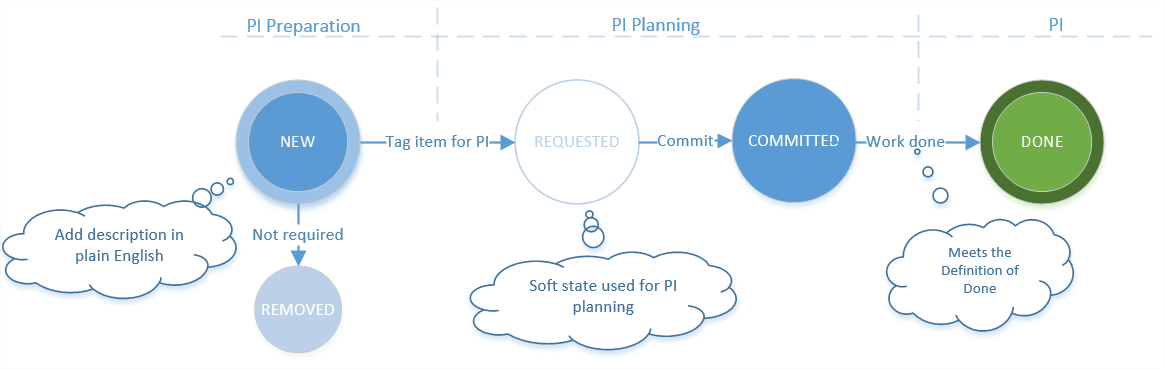 PI Preparation
PI Planning
PI
NEW
Tag item for PI
REQUESTED
Commit
COMMITTED
Work done
DONE
Add description in
plain English
Not required
REMOVED
Soft state used for PI
planning
Meets the
Definition of
Done